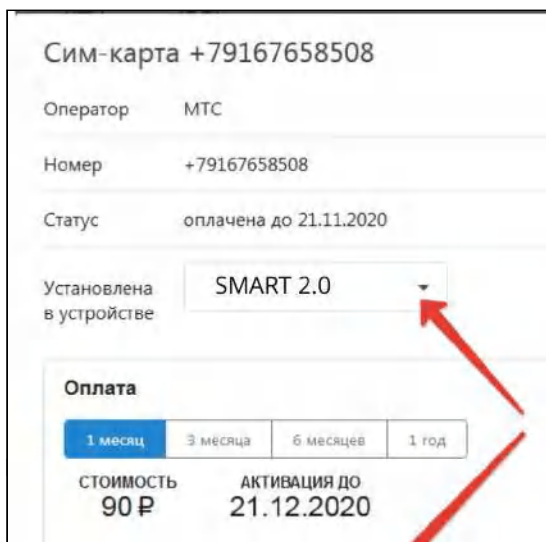 Сим-карта +79167658508
Оператор МТС
Номер +79167658508
Статус оплачена до 21.11.2020
Установлена SMART 2.0
в устройстве
Оплата
1 месяц 3 месяца 6 месяцев 1 год
СТОИМОСТЬ АКТИВАЦИЯ ДО
90 ₽ 21.12.2020